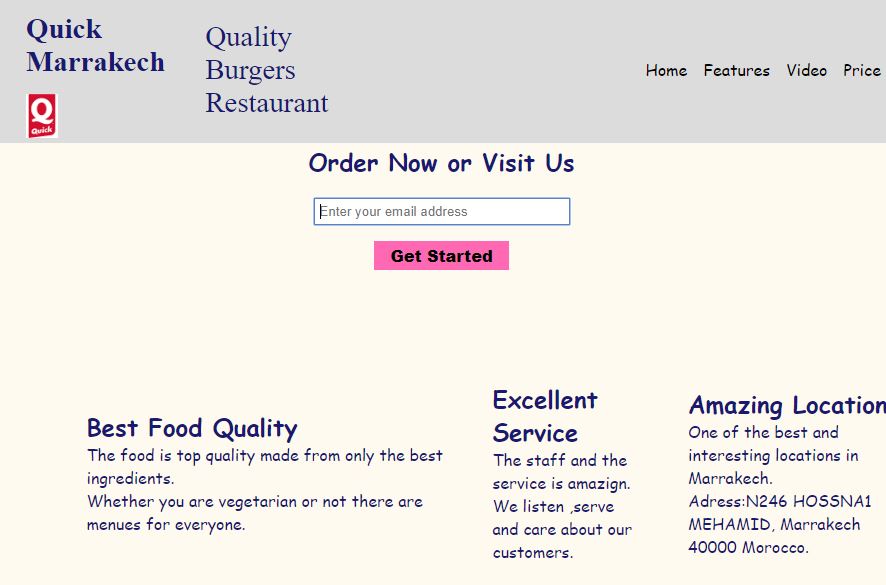 Quick
Marrakech
Q
Quick
Quality
Burgers
Restaurant
Home Features Video Price
Order Now or Visit Us
Enter your email address
Get Started
Best Food Quality
The food is top quality made from only the best
ingredients.
Whether you are vegetarian or not there are
menues for everyone.
Excellent
Service
The staff and the
service is amazign.
We listen ,serve
and care about our
customers.
Amazing Location
One of the best and
interesting locations in
Marrakech.
Adress:N246 HOSSNA1
MEHAMID, Marrakech
40000 Morocco.